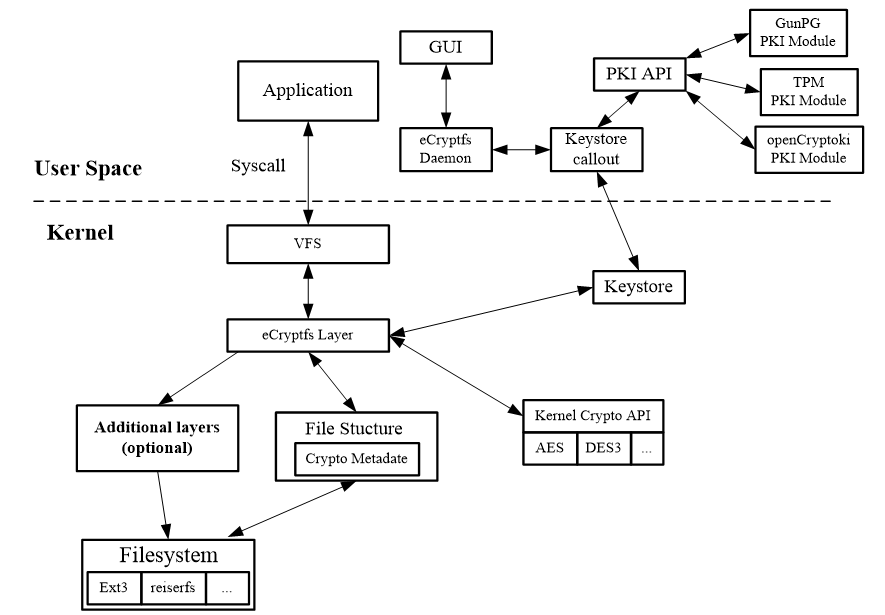 GunPG
PKI Module
GUI
PKI API
TPM
PKI Module
Application
eCryptfs
Daemon
Keystore
callout
openCryptoki
PKI Module
Syscall
User Space
Kernel
VFS
Keystore
eCryptfs Layer
Additional layers
(optional)
File Stucture
Crypto Metadate
Kernel Crypto API
AES
DES3
...
Filesystem
Ext3
reiserfs
...